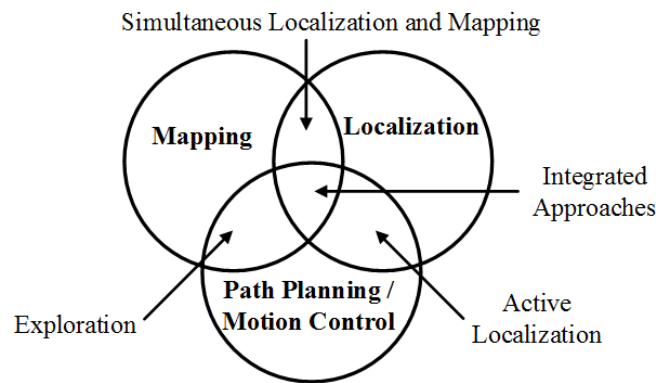 Simultaneous Localization and Mapping
Mapping
Localization
Integrated
Approaches
Path Planning /
Motion Control
Exploration
Active
Localization